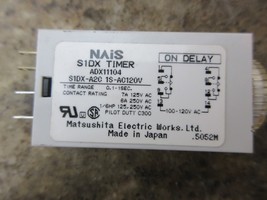 NAiS
S1DX TIMER
ADX11104
S1DX-A2C 1S-AC120V
ON DELAY
TIME RANGE 0.1-1SEC.
CONTACT RATING 7A 125V AC
6A 250V AC
1/6HP 125,250V AC
PILOT DUTY C300
100-120V AC
Matsushita Electric Works, Ltd.
Made in Japan .5052M